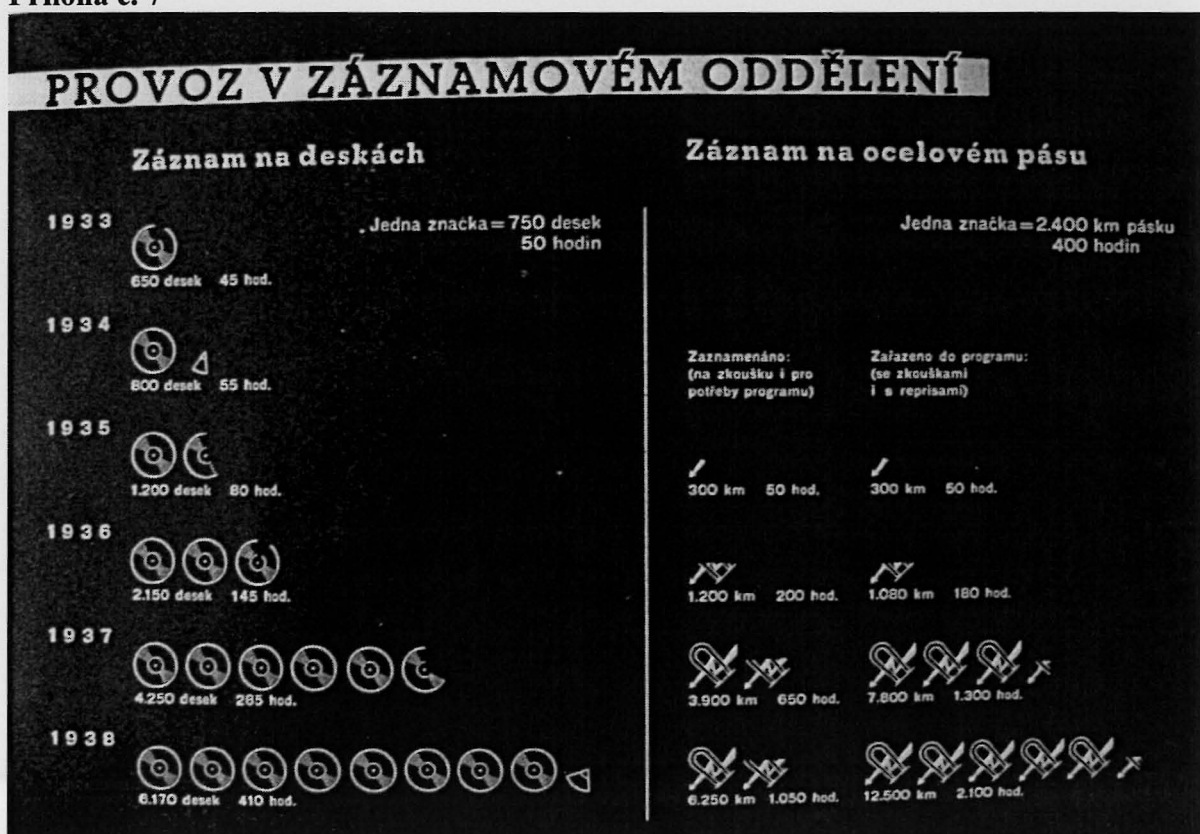 PROVOZ V ZÁZNAMOVÉM ODDĚLENÍ
Záznam na deskách
1933
Jedna značka=750 desek
50 hodin
650 desek 45 hod.
1934
800 desek 55 hod.
1935
1.200 desek 80 hod.
1936
2.150 desek 145 hod.
1937
4.250 desek 285 hod.
1938
6.170 desek 410 hod.
Záznam na ocelovém pásu
Jedna značka=2.400 km pásku
400 hodin
Zaznamenáno:
(na zkoušku i pro
potřeby programu)
Zařazeno do programu:
(se zkouškami
i s reprisami)
300 km 50 hod.
300 km 50 hod.
1.200 km 200 hod.
1.080 km 180 hod.
3.900 km 650 hod.
7.800 km 1.300 hod.
6.250 km 1.050 hod.
12.500 km 2.100 hod.